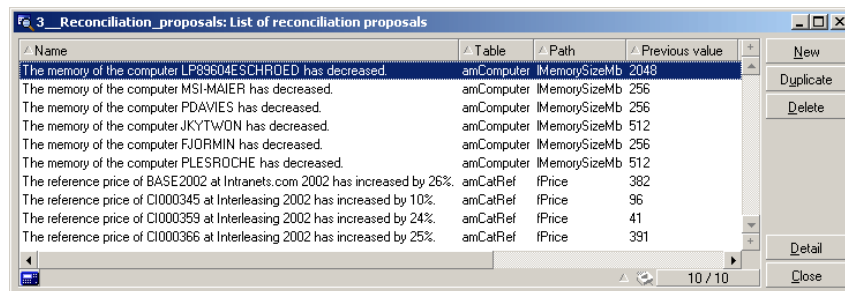 3__Reconciliation_proposals: List of reconciliation proposals
Name Table Path Previous value
The memory of the computer LP89604ESCHROED has decreased. amComputer lMemorySizeMb 2048
The memory of the computer MSI-MAIER has decreased. amComputer lMemorySizeMb 256
The memory of the computer PDAVIES has decreased. amComputer lMemorySizeMb 256
The memory of the computer JKYTWON has decreased. amComputer lMemorySizeMb 512
The memory of the computer FJORMIN has decreased. amComputer lMemorySizeMb 256
The memory of the computer PLESROCHE has decreased. amComputer lMemorySizeMb 512
The reference price of BASE2002 at Intranets.com 2002 has increased by 26%. amCatRef fPrice 382
The reference price of CI000345 at Interleasing 2002 has increased by 10%. amCatRef fPrice 96
The reference price of CI000359 at Interleasing 2002 has increased by 24%. amCatRef fPrice 41
The reference price of CI000366 at Interleasing 2002 has increased by 25%. amCatRef fPrice 391
10 / 10
New
Duplicate
Delete
Detail
Close